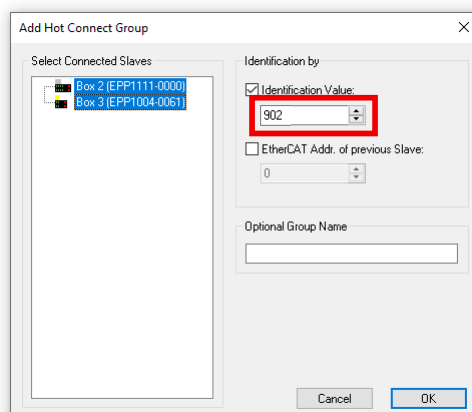 Add Hot Connect Group
Select Connected Slaves
Box 2 (EPP1111-0000)
Box 3 (EPP1004-0061)
Identification by
Identification Value:
902
EtherCAT Addr. of previous Slave:
0
Optional Group Name
Cancel
OK